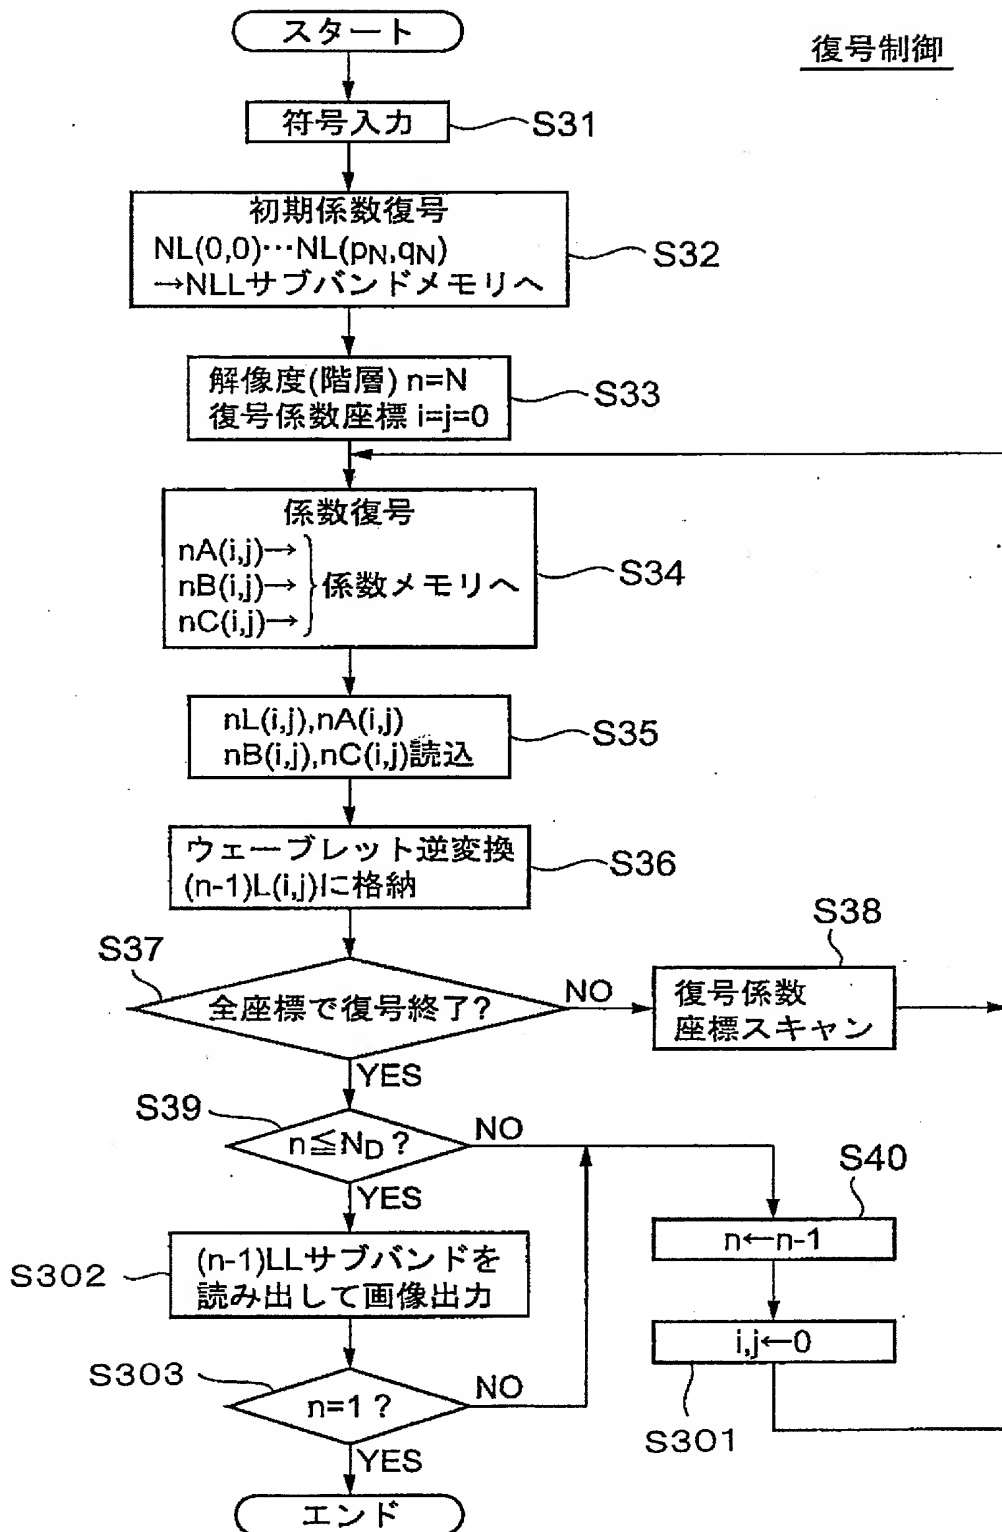 スタート
復号制御
符号入力
S31
初期係数復号
NL(0,0)…NL(pN,qN)
→NLLサブバンドメモリへ
S32
解像度(階層) n=N
復号係数座標 i=j=0
S33
係数復号
nA(i,j)→
nB(i,j)→
nC(i,j)→
係数メモリへ
S34
nL(i,j),nA(i,j)
nB(i,j),nC(i,j)読込
S35
ウェーブレット逆変換
(n-1)L(i,j)に格納
S36
S37
全座標で復号終了?
NO
S38
復号係数
座標スキャン
YES
S39
n≦ND?
NO
YES
S40
n←n-1
S302
(n-1)LLサブバンドを
読み出して画像出力
i,j←0
S301
S303
n=1?
NO
YES
エンド